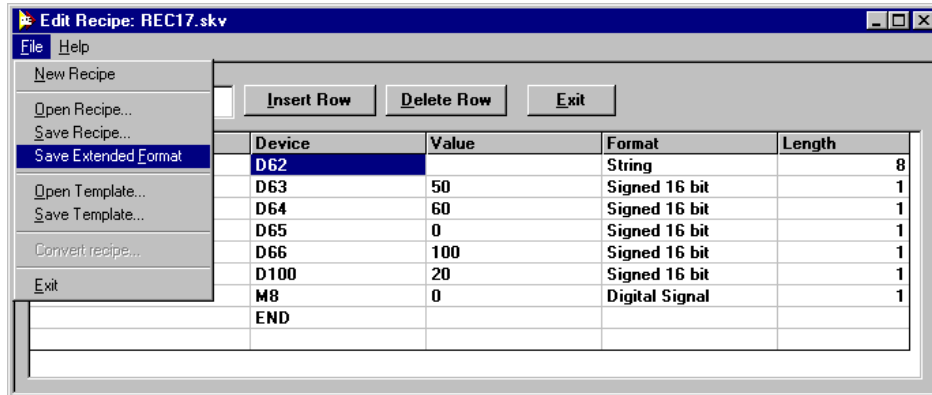 Edit Recipe: REC17.skv
File Help
New Recipe
Open Recipe...
Save Recipe...
Save Extended Format
Open Template...
Save Template...
Convert recipe...
Exit
Insert Row Delete Row Exit
Device Value Format Length
D62 String 8
D63 50 Signed 16 bit 1
D64 60 Signed 16 bit 1
D65 0 Signed 16 bit 1
D66 100 Signed 16 bit 1
D100 20 Signed 16 bit 1
M8 0 Digital Signal 1
END